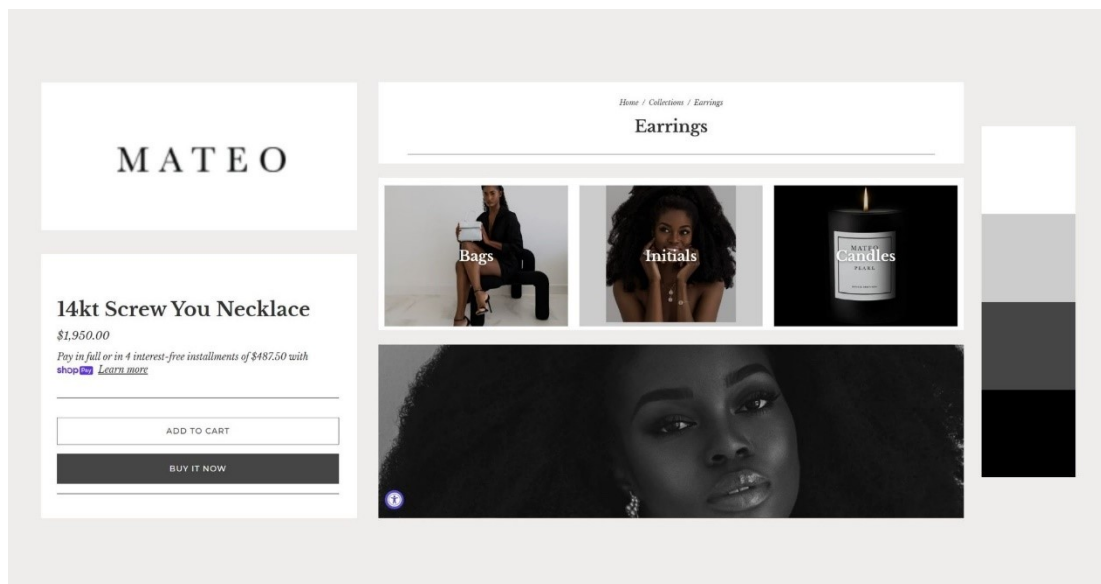 MATEO
14kt Screw You Necklace
$1,950.00
Pay in full or in 4 interest-free installments of $487.50 with
shop Pay Learn more
ADD TO CART
BUY IT NOW
Home / Collections / Earrings
Earrings
Bags
Initials
MATEO
Candles
PEARL